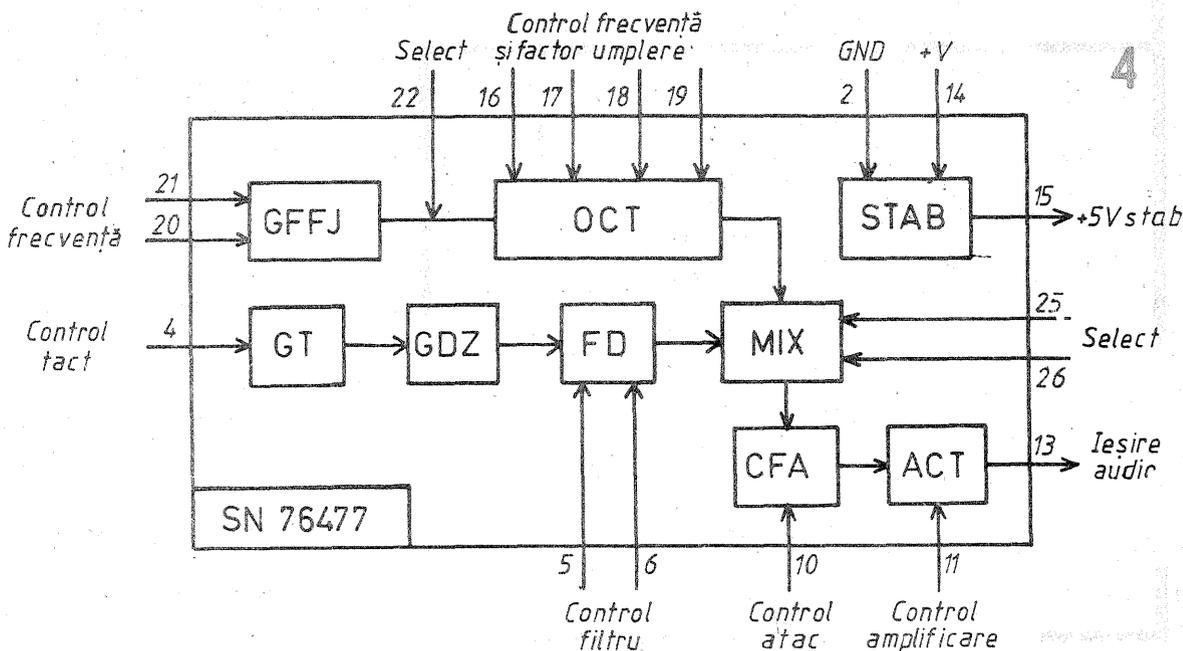 Control frecvență
Select și factor umplere
GND +V
4
22 16 17 18 19 2 14
21
Control
frecvență
20
GFFJ
OCT
STAB
15
+5V stab
Control
tact
4
GT
GDZ
FD
MIX
25
Select
26
CFA
ACT
13
Ieșire
audir
SN 76477
5 6 10 11
Control
filtru
Control
atac
Control
amplificare